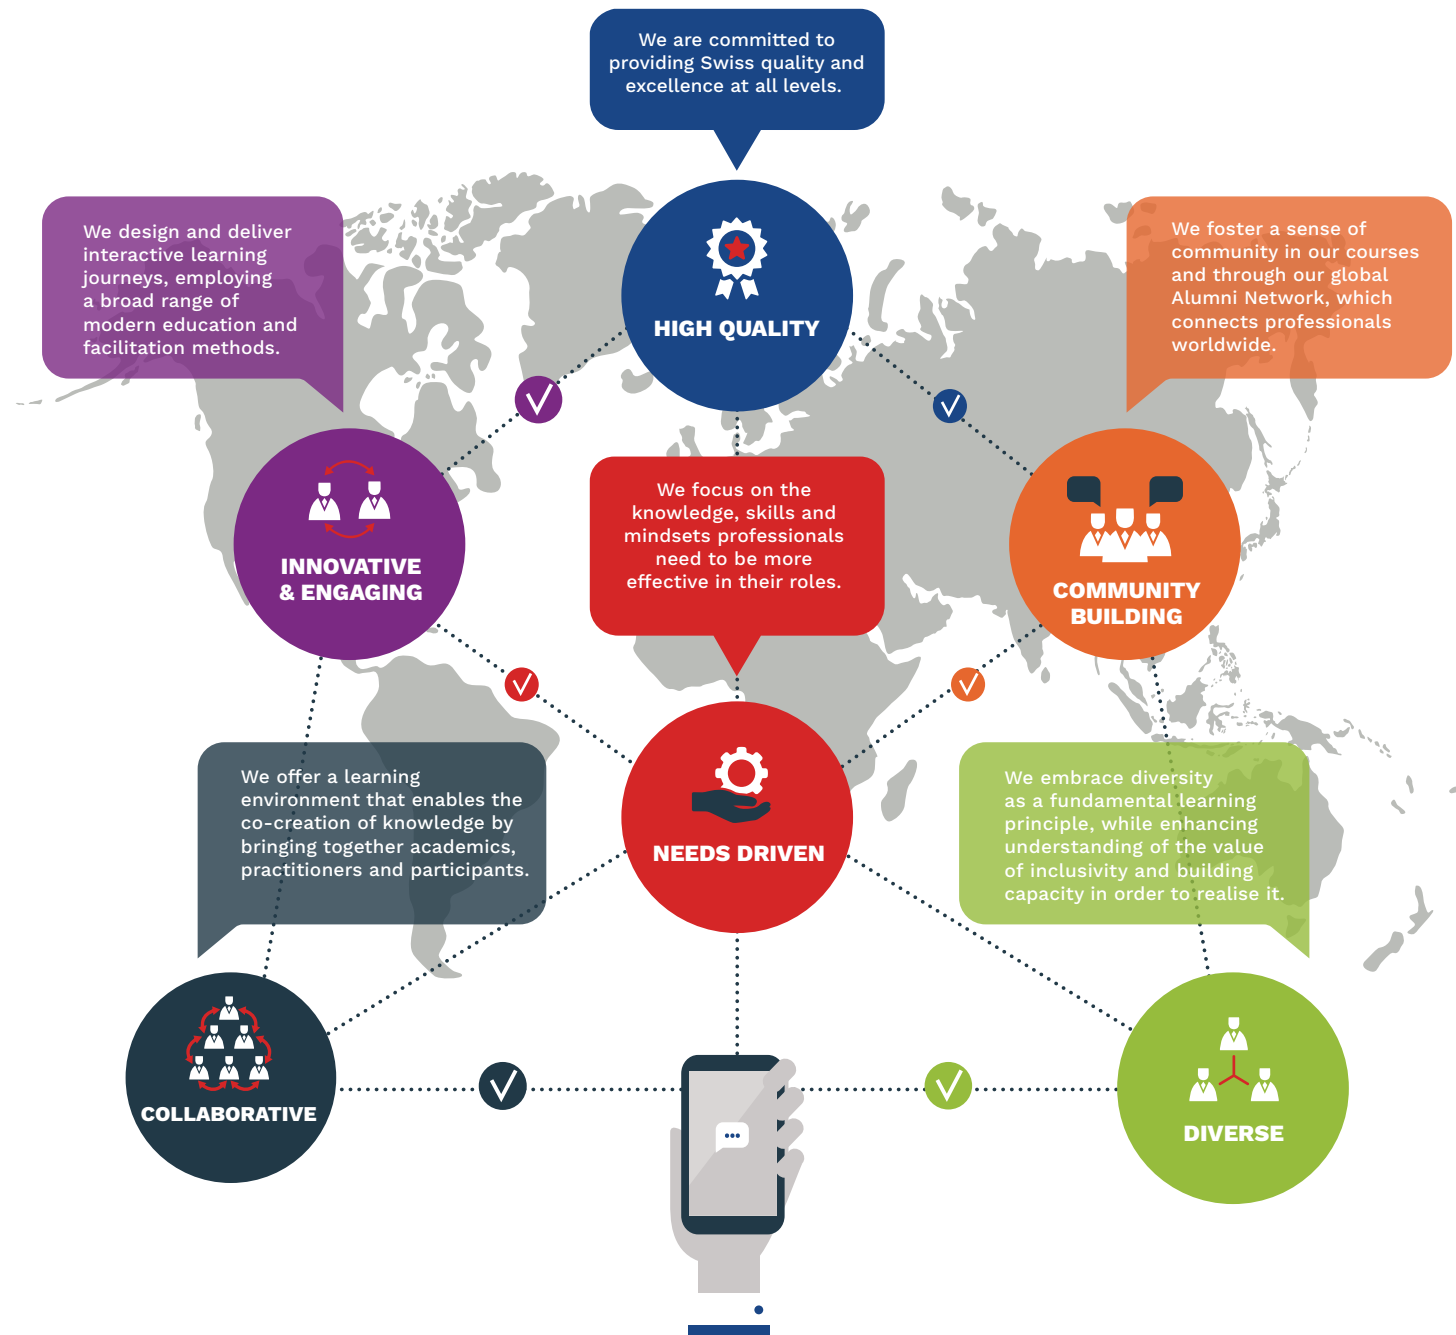 We are committed to
providing Swiss quality and
excellence at all levels.
HIGH QUALITY
We design and deliver
interactive learning
journeys, employing
a broad range of
modern education and
facilitation methods.
INNOVATIVE
& ENGAGING
We foster a sense of
community in our courses
and through our global
Alumni Network, which
connects professionals
worldwide.
COMMUNITY
BUILDING
We focus on the
knowledge, skills and
mindsets professionals
need to be more
effective in their roles.
NEEDS DRIVEN
We offer a learning
environment that enables the
co-creation of knowledge by
bringing together academics,
practitioners and participants.
COLLABORATIVE
We embrace diversity
as a fundamental learning
principle, while enhancing
understanding of the value
of inclusivity and building
capacity in order to realise it.
DIVERSE